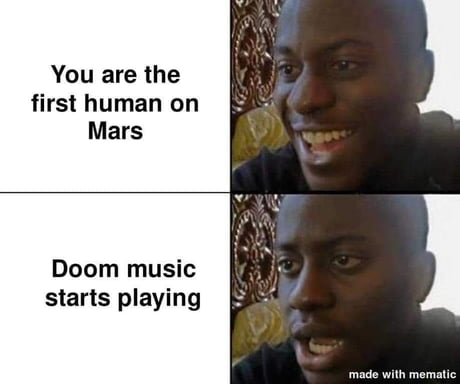 You are the
first human on
Mars
Doom music
starts playing
made with mematic